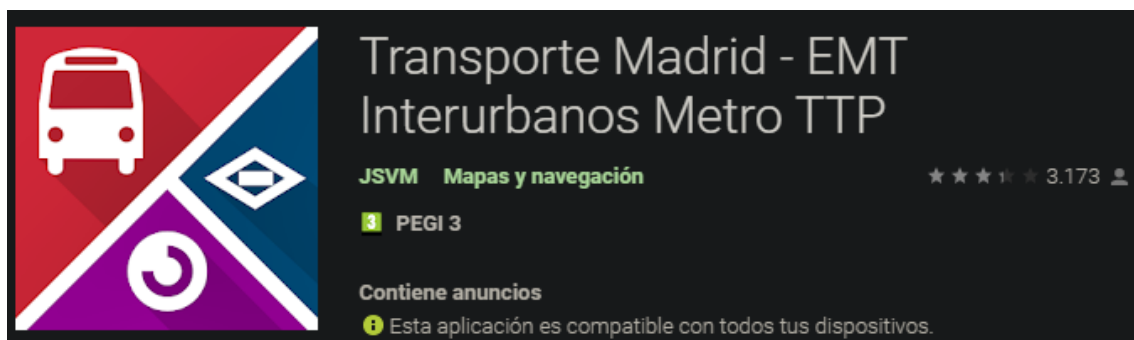 Transporte Madrid - EMT
Interurbanos Metro TTP
JSVM Mapas y navegación 3.173
3 PEGI 3
Contiene anuncios
Esta aplicación es compatible con todos tus dispositivos.